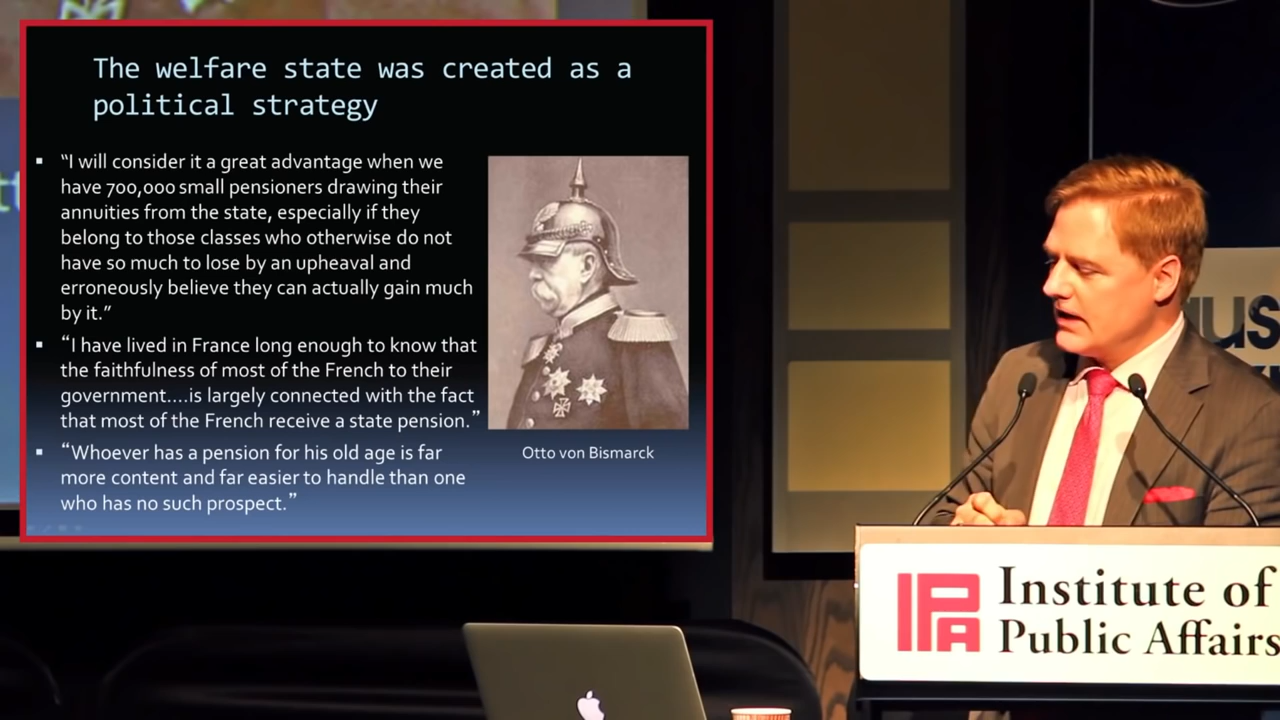 The welfare state was created as a
political strategy
“I will consider it a great advantage when we
have 700,000 small pensioners drawing their
annuities from the state, especially if they
belong to those classes who otherwise do not
have so much to lose by an upheaval and
erroneously believe they can actually gain much
by it.”
“I have lived in France long enough to know that
the faithfulness of most of the French to their
government....is largely connected with the fact
that most of the French receive a state pension.”
“Whoever has a pension for his old age is far
more content and far easier to handle than one
who has no such prospect.”
Otto von Bismarck
us
IPA
Institute of
Public Affairs